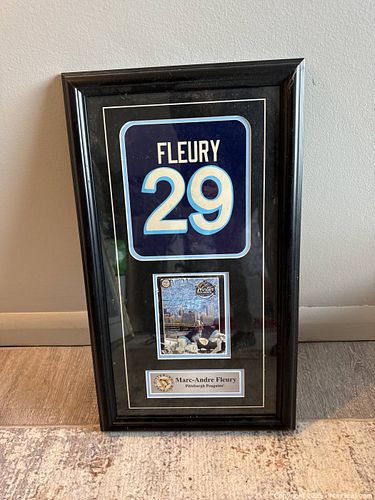 FLEURY
29
Marc-Andre Fleury
Pittsburgh Penguins